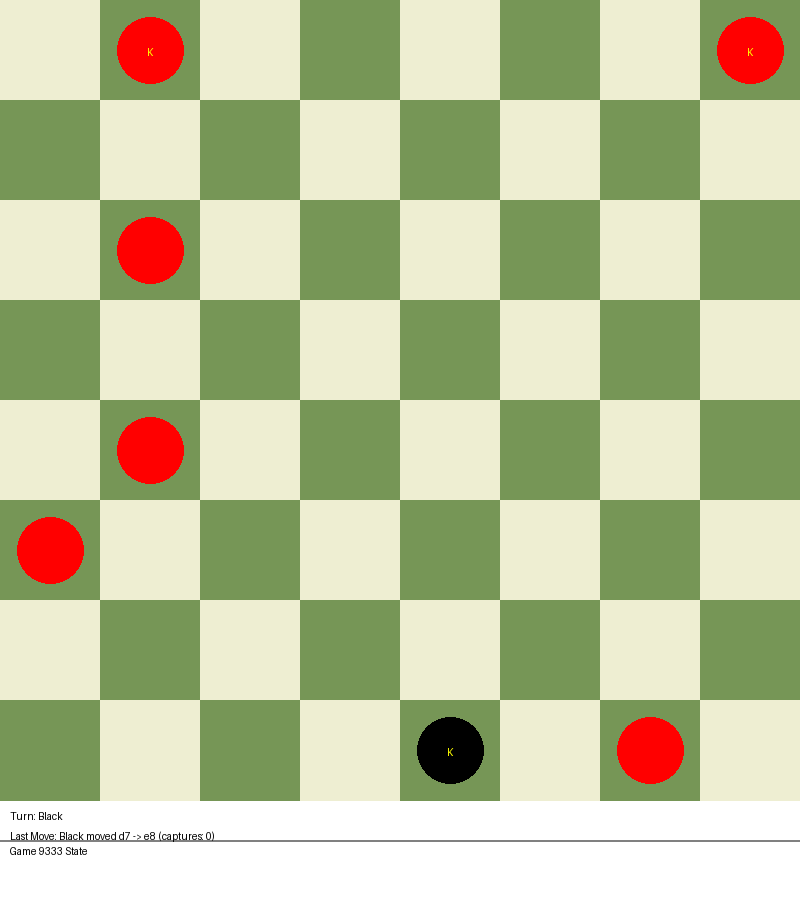 K
K
K
Turn: Black
Last Move: Black moved d7 -> e8 (captures: 0)
Game 9333 State